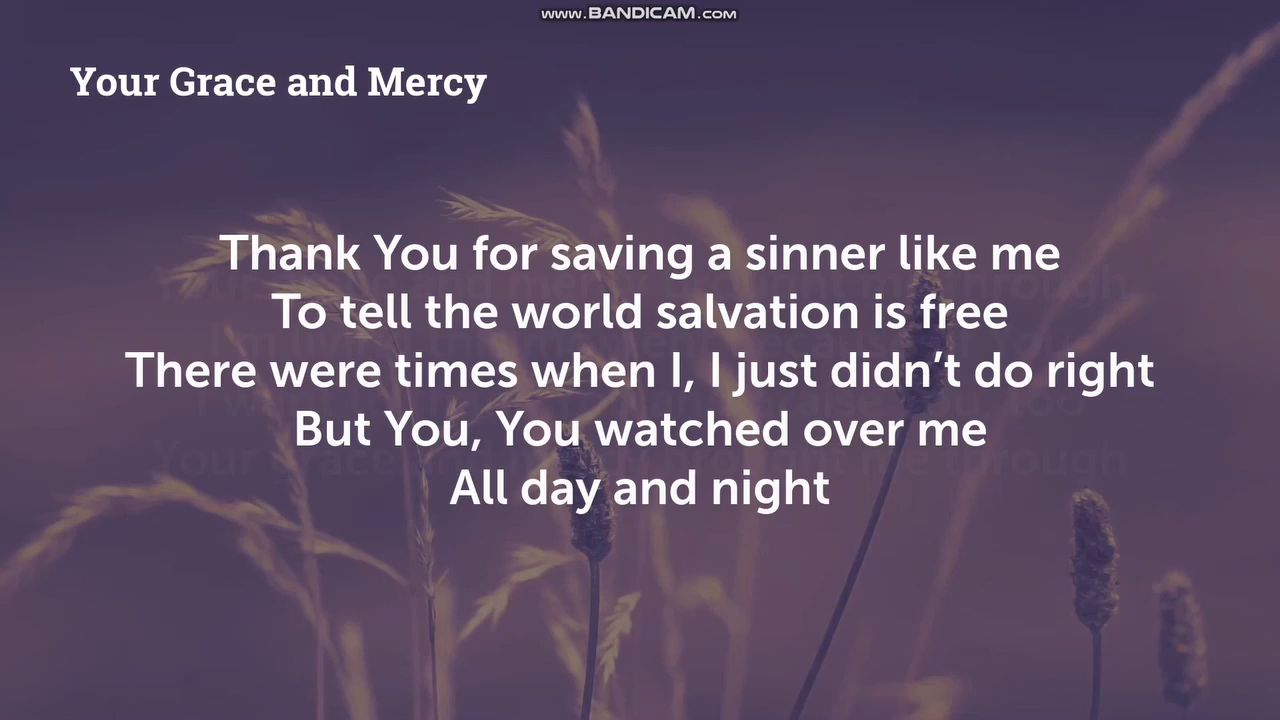 www.BANDICAM.com
Your Grace and Mercy
Thank You for saving a sinner like me
To tell the world salvation is free
There were times when I, I just didn’t do right
But You, You watched over me
All day and night